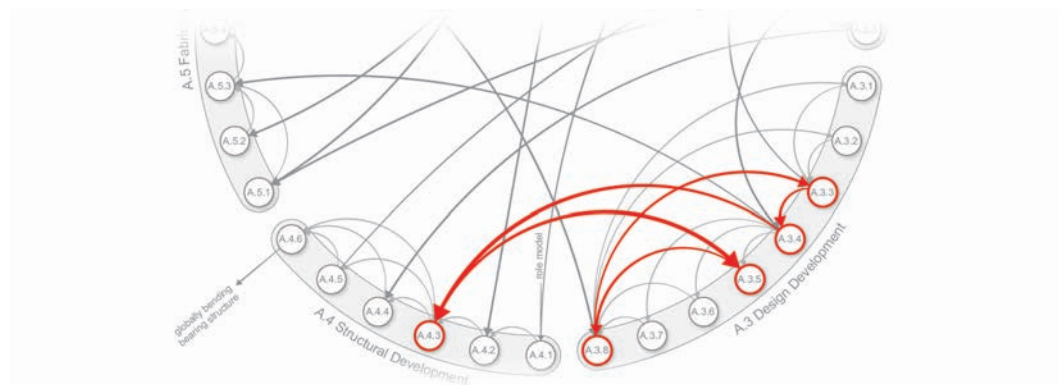 A.5 Fabric
A.5.3
A.5.2
A.5.1
A.4.6
A.4.5
A.4.4
A.4.3
A.4.2
A.4.1
globally bending
bearing structure
A.4 Structural Development
role model
A.3.1
A.3.2
A.3.3
A.3.4
A.3.5
A.3.6
A.3.7
A.3.8
A.3 Design Development